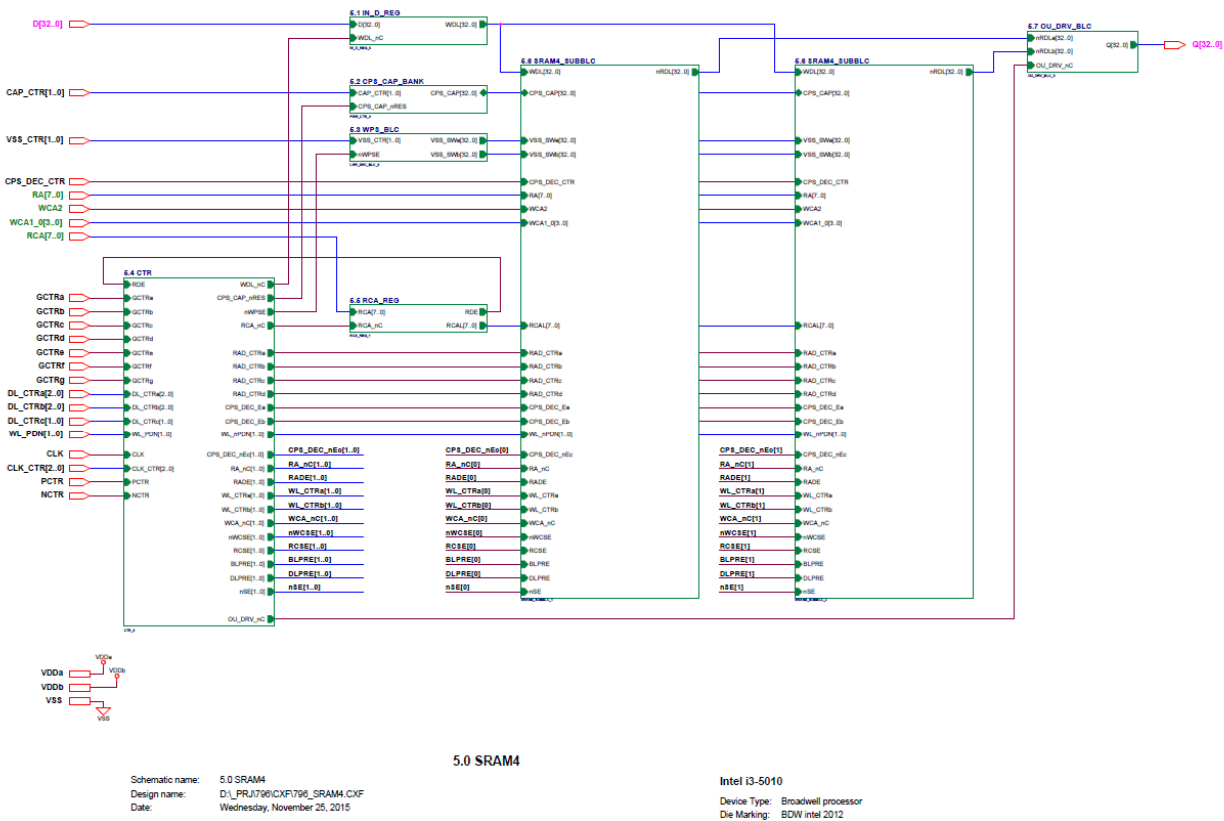 5.1 IN_D_REG
D[32..0]
D[32..0]
WDL[32..0]
WDL_nC
5.7 OU_DRV_BLC
nRDLa[32..0]
nRDLb[32..0]
OU_DRV_nC
Q[32..0]
Q[32..0]
5.2 CPS_CAP_BANK
CAP_CTR[1..0]
CAP_CTR[1..0]
CPS_CAP[32..0]
CPS_CAP_nRES
5.3 WPS_BLC
VSS_CTR[1..0]
VSS_CTR[1..0]
VSS_SWa[32..0]
nWPSE
VSS_SWb[32..0]
5.6 SRAM4_SUBBLC
WDL[32..0]
nRDL[32..0]
CPS_CAP[32..0]
VSS_SWa[32..0]
VSS_SWb[32..0]
CPS_DEC_CTR
RA[7..0]
WCA2
WCA1_0[3..0]
RCAL[7..0]
RAD_CTRa
RAD_CTRb
RAD_CTRc
RAD_CTRd
CPS_DEC_Ea
CPS_DEC_Eb
WL_nPDN[1..0]
CPS_DEC_nEc
RA_nC
RADE
WL_CTRa
WL_CTRb
WCA_nC
nWCSE
RCSE
BLPRE
DLPRE
nSE
5.6 SRAM4_SUBBLC
WDL[32..0]
nRDL[32..0]
CPS_CAP[32..0]
VSS_SWa[32..0]
VSS_SWb[32..0]
CPS_DEC_CTR
RA[7..0]
WCA2
WCA1_0[3..0]
RCAL[7..0]
RAD_CTRa
RAD_CTRb
RAD_CTRc
RAD_CTRd
CPS_DEC_Ea
CPS_DEC_Eb
WL_nPDN[1..0]
CPS_DEC_nEc
RA_nC
RADE
WL_CTRa
WL_CTRb
WCA_nC
nWCSE
RCSE
BLPRE
DLPRE
nSE
CPS_DEC_CTR
RA[7..0]
WCA2
WCA1_0[3..0]
RCA[7..0]
5.5 RCA_REG
RCA[7..0]
RDE
RCA_nC
RCAL[7..0]
GCTRa
GCTRb
GCTRc
GCTRd
GCTRe
GCTRf
GCTRg
DL_CTRa[2..0]
DL_CTRb[2..0]
DL_CTRc[1..0]
WL_PDN[1..0]
CLK
CLK_CTR[2..0]
PCTR
NCTR
5.4 CTR
RDE
GCTRa
GCTRb
GCTRc
GCTRd
GCTRe
GCTRf
GCTRg
DL_CTRa[2..0]
DL_CTRb[2..0]
DL_CTRc[1..0]
WL_PDN[1..0]
CLK
CLK_CTR[2..0]
PCTR
NCTR
WDL_nC
CPS_CAP_nRES
nWPSE
RCA_nC
RAD_CTRa
RAD_CTRb
RAD_CTRc
RAD_CTRd
CPS_DEC_Ea
CPS_DEC_Eb
WL_nPDN[1..0]
CPS_DEC_nEc[1..0]
RA_nC[1..0]
RADE[1..0]
WL_CTRa[1..0]
WL_CTRb[1..0]
WCA_nC[1..0]
nWCSE[1..0]
RCSE[1..0]
BLPRE[1..0]
DLPRE[1..0]
nSE[1..0]
OU_DRV_nC
CPS_DEC_nEc[1..0]
RA_nC[1..0]
RADE[1..0]
WL_CTRa[1..0]
WL_CTRb[1..0]
WCA_nC[1..0]
nWCSE[1..0]
RCSE[1..0]
BLPRE[1..0]
DLPRE[1..0]
nSE[1..0]
CPS_DEC_nEc[0]
RA_nC[0]
RADE[0]
WL_CTRa[0]
WL_CTRb[0]
WCA_nC[0]
nWCSE[0]
RCSE[0]
BLPRE[0]
DLPRE[0]
nSE[0]
CPS_DEC_nEc[1]
RA_nC[1]
RADE[1]
WL_CTRa[1]
WL_CTRb[1]
WCA_nC[1]
nWCSE[1]
RCSE[1]
BLPRE[1]
DLPRE[1]
nSE[1]
VDDa
VDDa
VDDb
VDDb
VSS
VSS
5.0 SRAM4
Schematic name: 5.0 SRAM4
Design name: D:\_PRJ\796\CXF\796_SRAM4.CXF
Date: Wednesday, November 25, 2015
Intel i3-5010
Device Type: Broadwell processor
Die Marking: BDW intel 2012